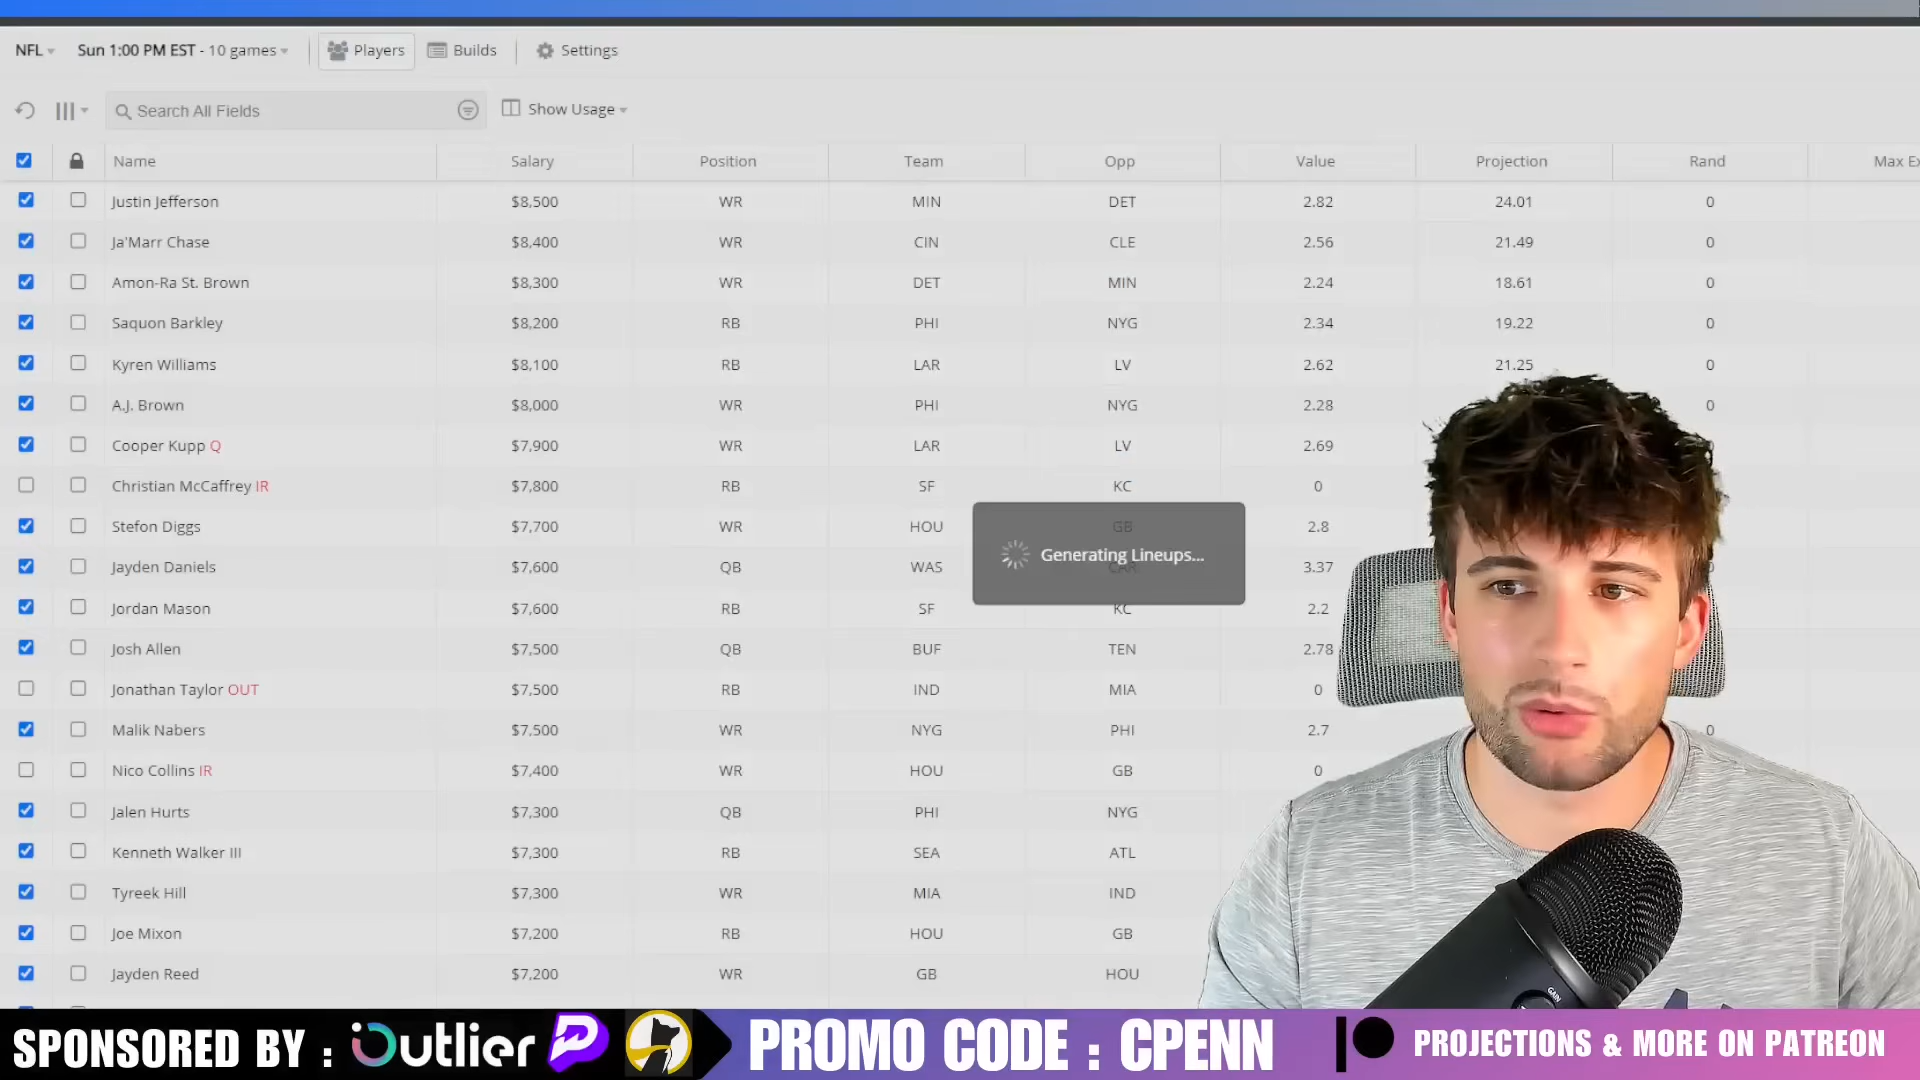 NFL Sun 1:00 PM EST - 10 games Players Builds Settings
Search All Fields Show Usage
Name Salary Position Team Opp Value Projection Rand Max Ex
Justin Jefferson $8,500 WR MIN DET 2.82 24.01 0
Ja'Marr Chase $8,400 WR CIN CLE 2.56 21.49 0
Amon-Ra St. Brown $8,300 WR DET MIN 2.24 18.61 0
Saquon Barkley $8,200 RB PHI NYG 2.34 19.22 0
Kyren Williams $8,100 RB LAR LV 2.62 21.25 0
A.J. Brown $8,000 WR PHI NYG 2.28 0
Cooper Kupp Q $7,900 WR LAR LV 2.69
Christian McCaffrey IR $7,800 RB SF KC 0
Stefon Diggs $7,700 WR HOU GB 2.8
Generating Lineups...
Jayden Daniels $7,600 QB WAS CAR 3.37
Jordan Mason $7,600 RB SF KC 2.2
Josh Allen $7,500 QB BUF TEN 2.78
Jonathan Taylor OUT $7,500 RB IND MIA 0
Malik Nabers $7,500 WR NYG PHI 2.7 0
Nico Collins IR $7,400 WR HOU GB 0
Jalen Hurts $7,300 QB PHI NYG
Kenneth Walker III $7,300 RB SEA ATL
Tyreek Hill $7,300 WR MIA IND
Joe Mixon $7,200 RB HOU GB
Jayden Reed $7,200 WR GB HOU
GAIN
SPONSORED BY : Outlier P PROMO CODE : CPENN PROJECTIONS & MORE ON PATREON